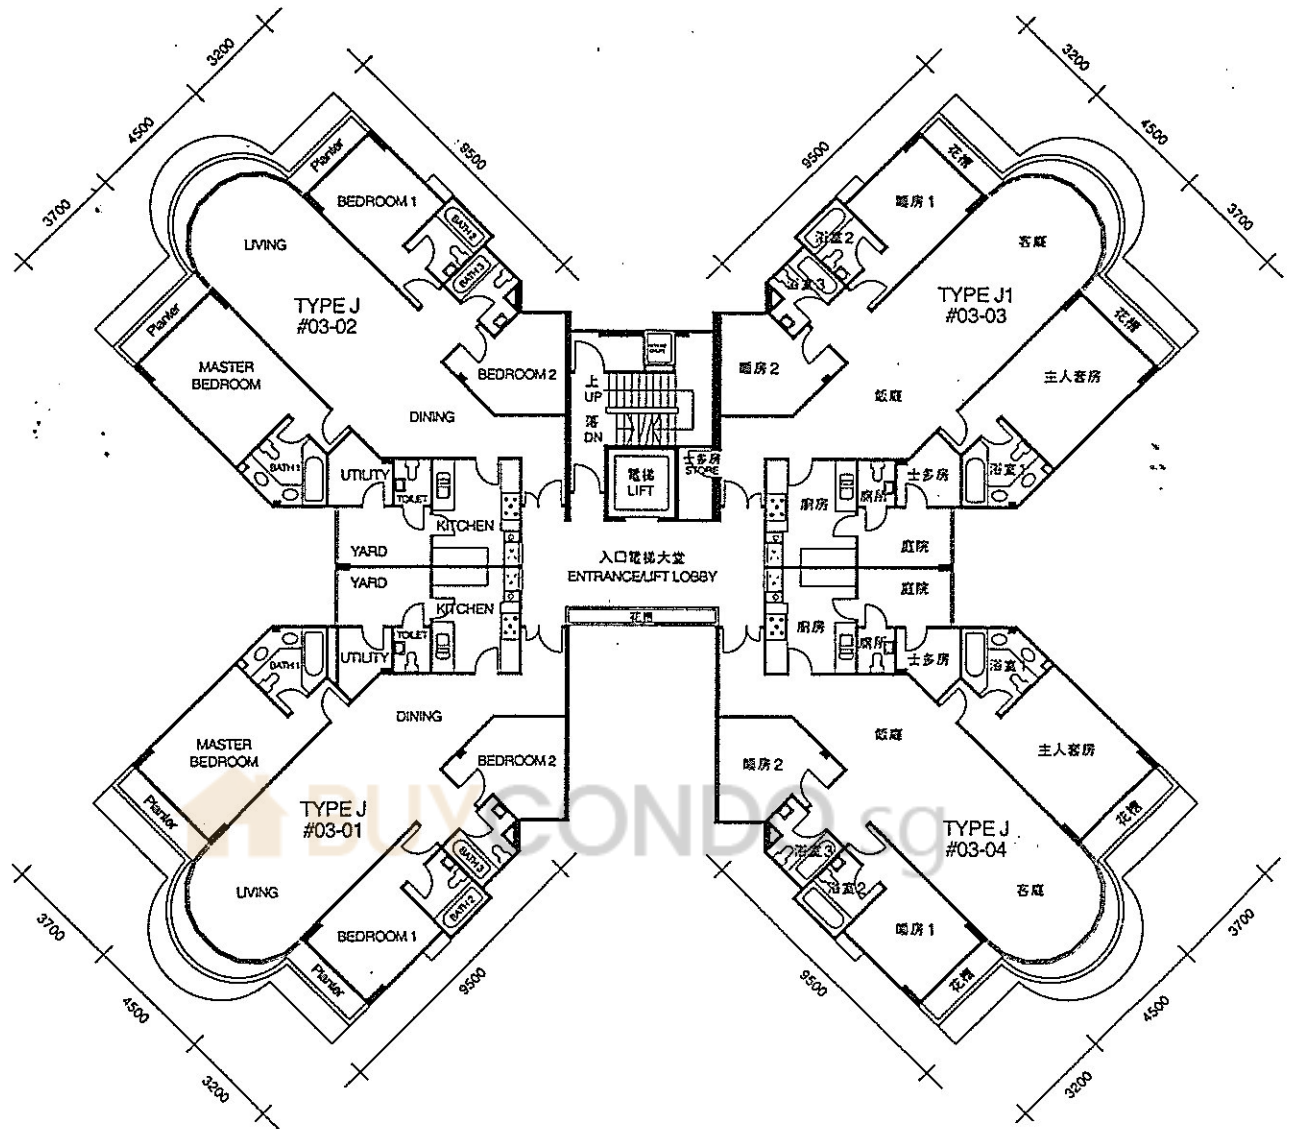 3200
4500
3700
9500
Planter
BEDROOM 1
BATH 2
BATH 3
LIVING
TYPE J
#03-02
Planter
MASTER
BEDROOM
BEDROOM 2
DINING
BATH 1
UTILITY
TOILET
KITCHEN
YARD
3200
4500
3700
9500
花槽
睡房 1
浴室 2
浴室 3
客庭
TYPE J1
#03-03
花槽
主人套房
睡房 2
飯庭
浴室 1
士多房
廁所
廚房
庭院
上
UP
落
DN
電梯
LIFT
士多房
STORE
入口電梯大堂
ENTRANCE/LIFT LOBBY
花槽
YARD
KITCHEN
TOILET
UTILITY
BATH 1
DINING
MASTER
BEDROOM
BEDROOM 2
Planter
TYPE J
#03-01
LIVING
BATH 3
BATH 2
BEDROOM 1
Planter
3700
4500
3200
9500
庭院
廚房
廁所
士多房
浴室 1
飯庭
主人套房
睡房 2
花槽
TYPE J
#03-04
浴室 3
浴室 2
客庭
睡房 1
花槽
9500
3700
4500
3200
BUYCONDO.sg